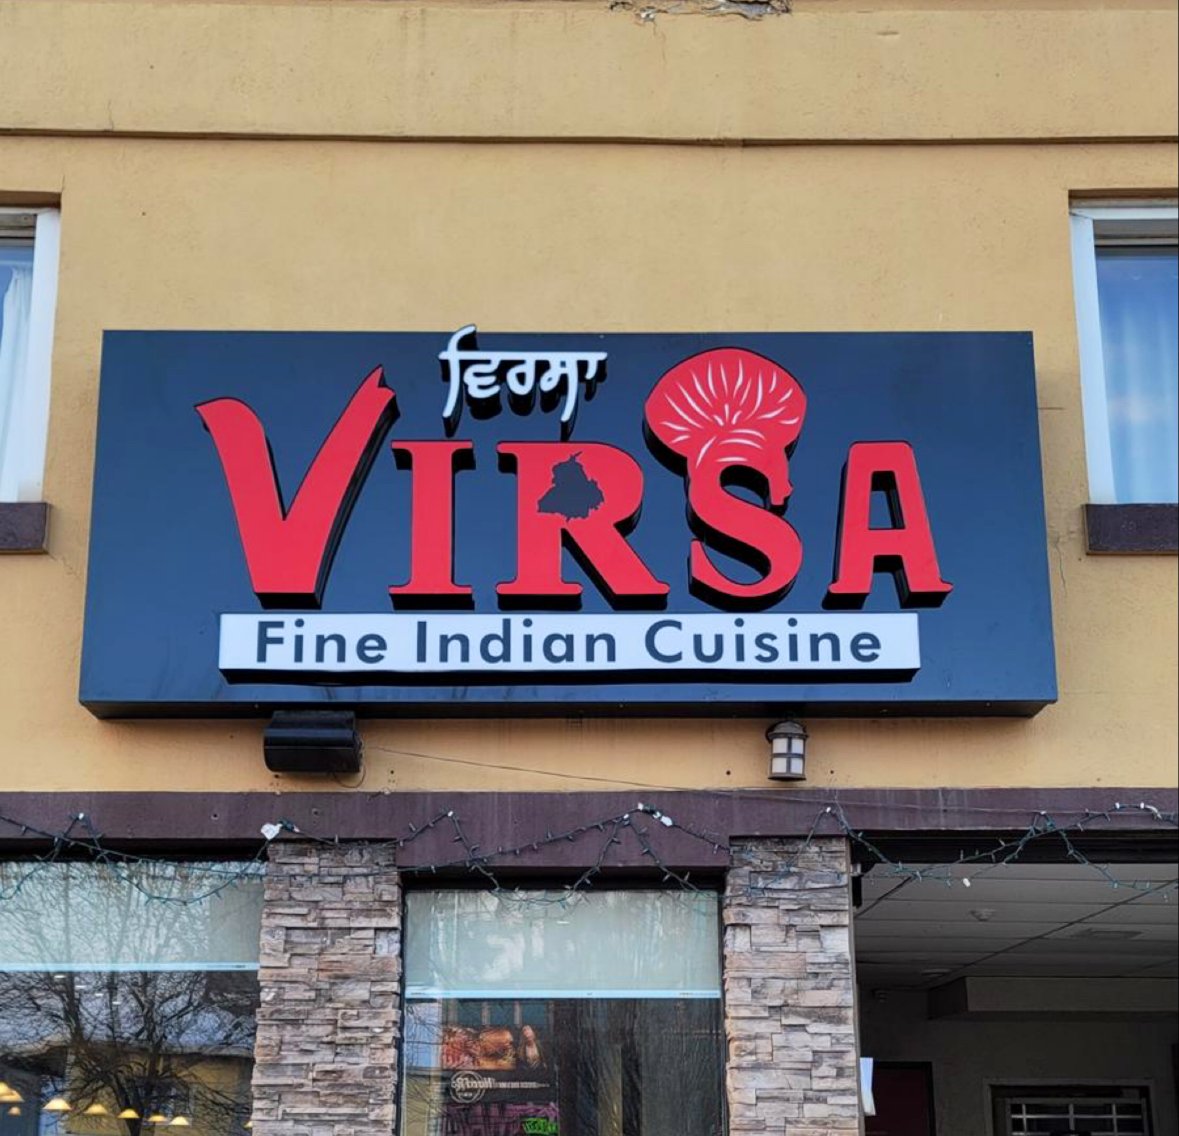 ਵਿਰਸਾ
VIRSA
Fine Indian Cuisine